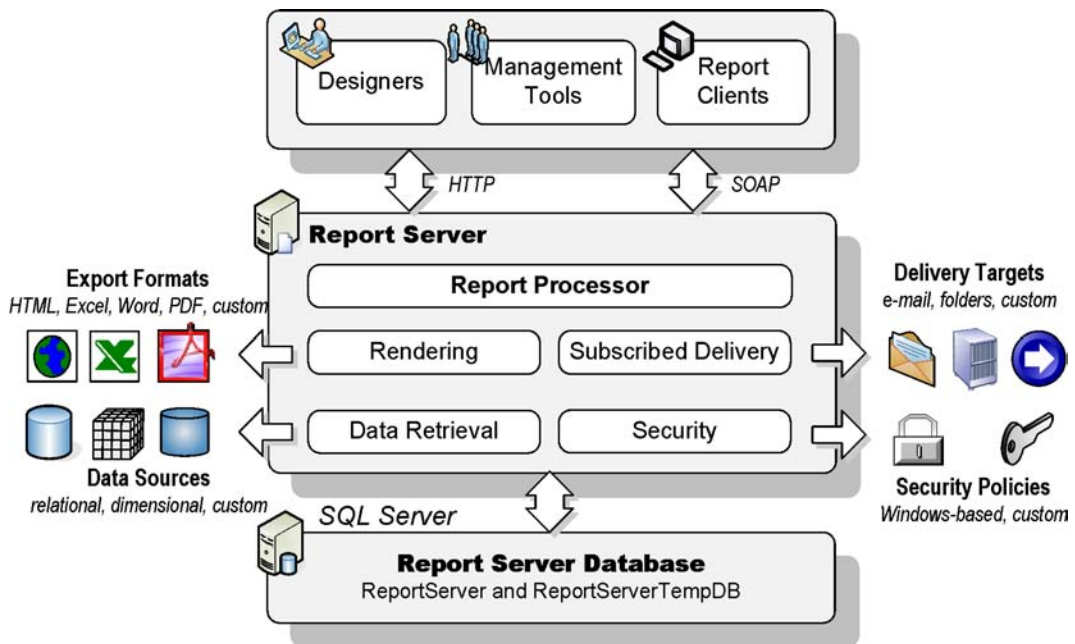 Designers
Management
Tools
Report
Clients
HTTP
SOAP
Report Server
Report Processor
Export Formats
HTML, Excel, Word, PDF, custom
Rendering
Subscribed Delivery
Delivery Targets
e-mail, folders, custom
Data Retrieval
Security
Data Sources
relational, dimensional, custom
Security Policies
Windows-based, custom
SQL Server
Report Server Database
ReportServer and ReportServerTempDB